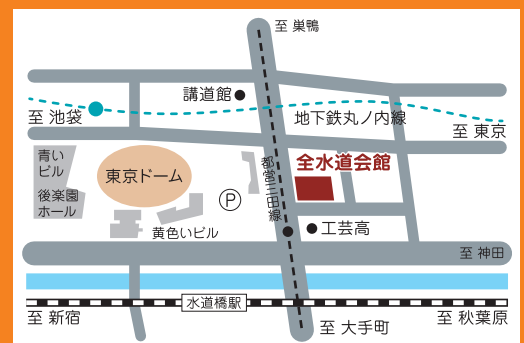 至 巣鴨
講道館
至 池袋
地下鉄丸ノ内線
至 東京
青い
ビル
後楽園
ホール
東京ドーム
都営三田線
全水道会館
P
工芸高
黄色いビル
至 神田
水道橋駅
至 新宿
至 大手町
至 秋葉原